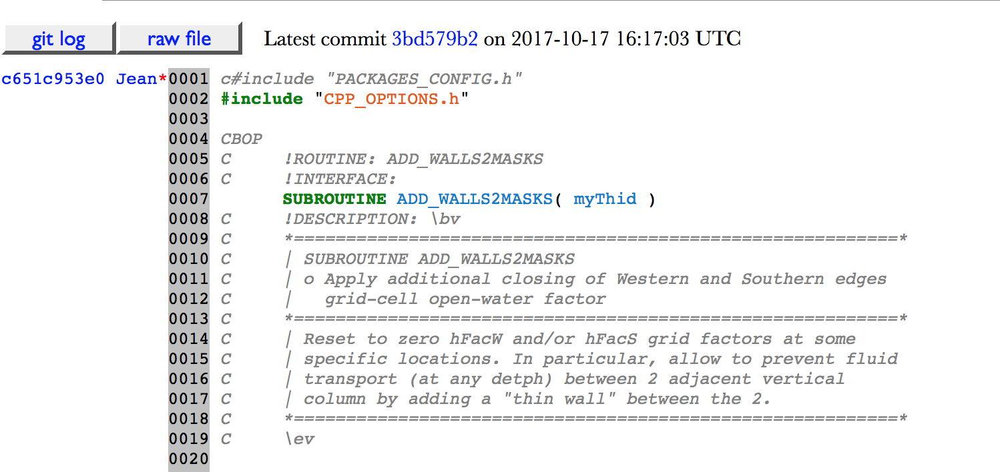 git log raw file Latest commit 3bd579b2 on 2017-10-17 16:17:03 UTC
c651c953e0 Jean*0001 c#include "PACKAGES_CONFIG.h"
0002 #include "CPP_OPTIONS.h"
0003
0004 CBOP
0005 C     !ROUTINE: ADD_WALLS2MASKS
0006 C     !INTERFACE:
0007       SUBROUTINE ADD_WALLS2MASKS( myThid )
0008 C     !DESCRIPTION: \bv
0009 C     *==========================================================*
0010 C     | SUBROUTINE ADD_WALLS2MASKS
0011 C     | o Apply additional closing of Western and Southern edges
0012 C     |   grid-cell open-water factor
0013 C     *==========================================================*
0014 C     | Reset to zero hFacW and/or hFacS grid factors at some
0015 C     | specific locations. In particular, allow to prevent fluid
0016 C     | transport (at any detph) between 2 adjacent vertical
0017 C     | column by adding a "thin wall" between the 2.
0018 C     *==========================================================*
0019 C     \ev
0020